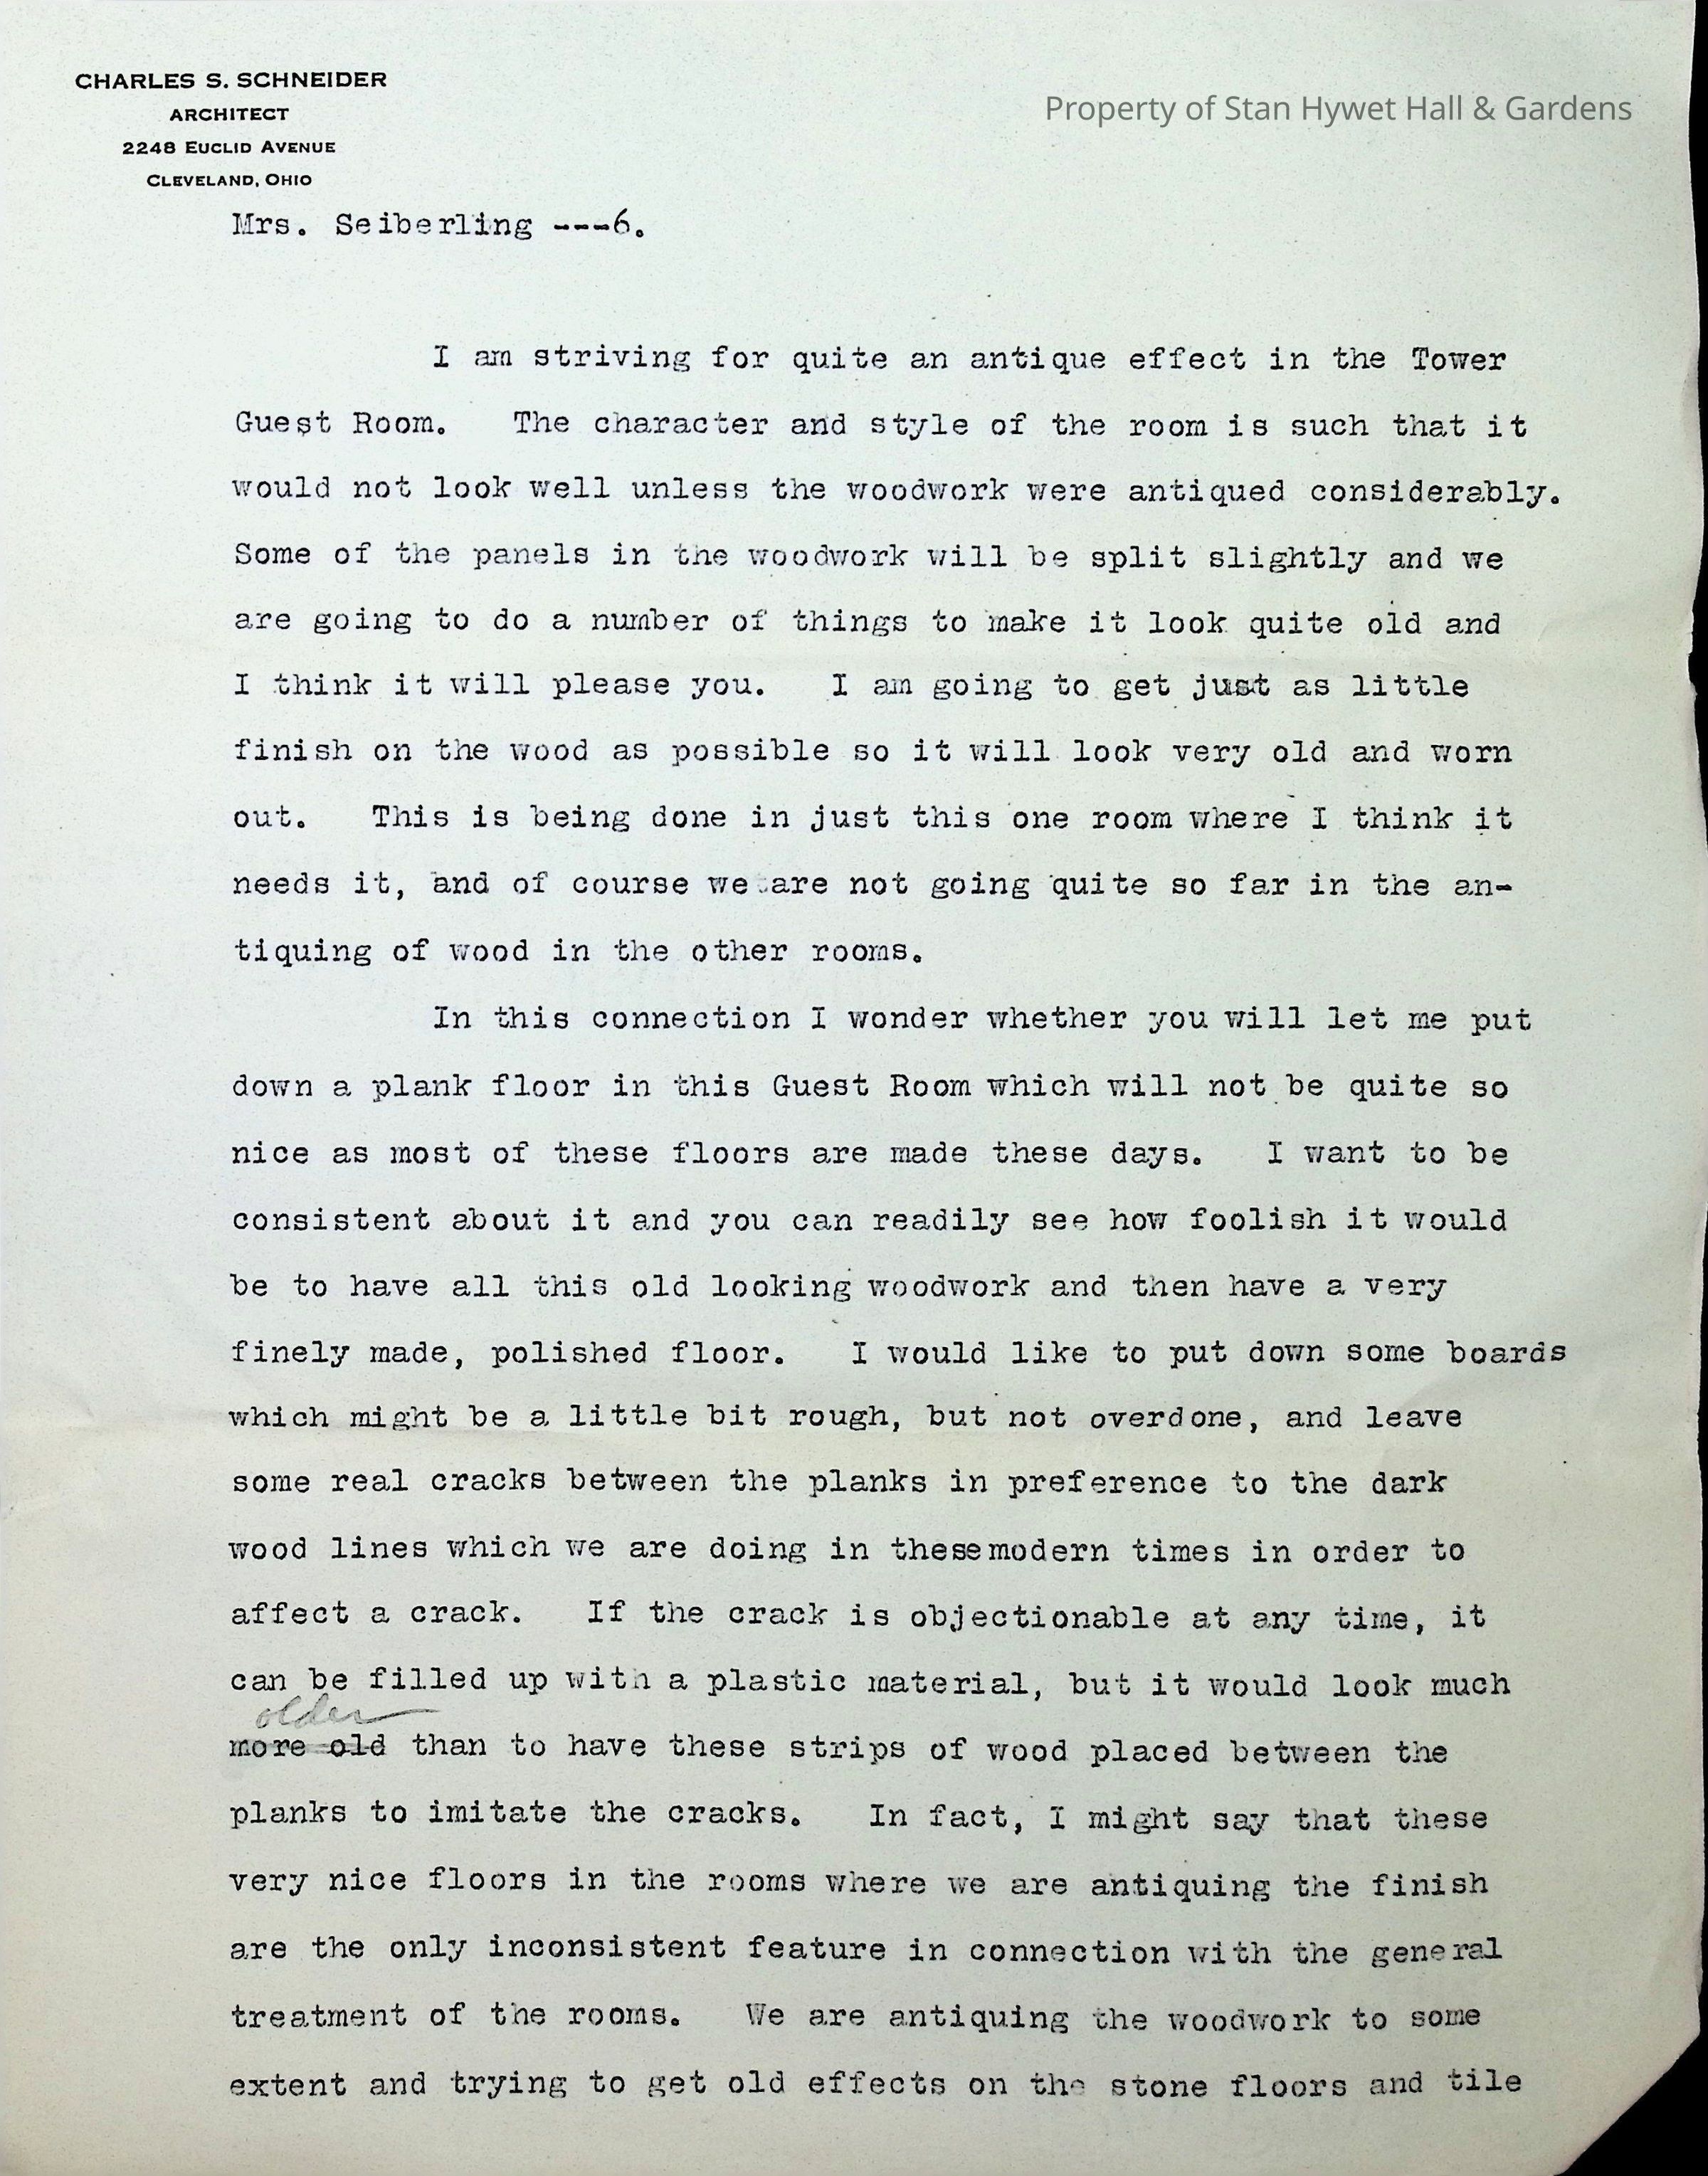 CHARLES S. SCHNEIDER
ARCHITECT
2248 EUCLID AVENUE
CLEVELAND, OHIO
Property of Stan Hywet Hall & Gardens
Mrs. Seiberling ---6.
I am striving for quite an antique effect in the Tower
Guest Room. The character and style of the room is such that it
would not look well unless the woodwork were antiqued considerably.
Some of the panels in the woodwork will be split slightly and we
are going to do a number of things to make it look quite old and
I think it will please you. I am going to get just as little
finish on the wood as possible so it will look very old and worn
out. This is being done in just this one room where I think it
needs it, and of course we are not going quite so far in the an-
tiquing of wood in the other rooms.
In this connection I wonder whether you will let me put
down a plank floor in this Guest Room which will not be quite so
nice as most of these floors are made these days. I want to be
consistent about it and you can readily see how foolish it would
be to have all this old looking woodwork and then have a very
finely made, polished floor. I would like to put down some boards
which might be a little bit rough, but not overdone, and leave
some real cracks between the planks in preference to the dark
wood lines which we are doing in thesemodern times in order to
affect a crack. If the crack is objectionable at any time, it
can be filled up with a plastic material, but it would look much
older
more old than to have these strips of wood placed between the
planks to imitate the cracks. In fact, I might say that these
very nice floors in the rooms where we are antiquing the finish
are the only inconsistent feature in connection with the general
treatment of the rooms. We are antiquing the woodwork to some
extent and trying to get old effects on the stone floors and tile